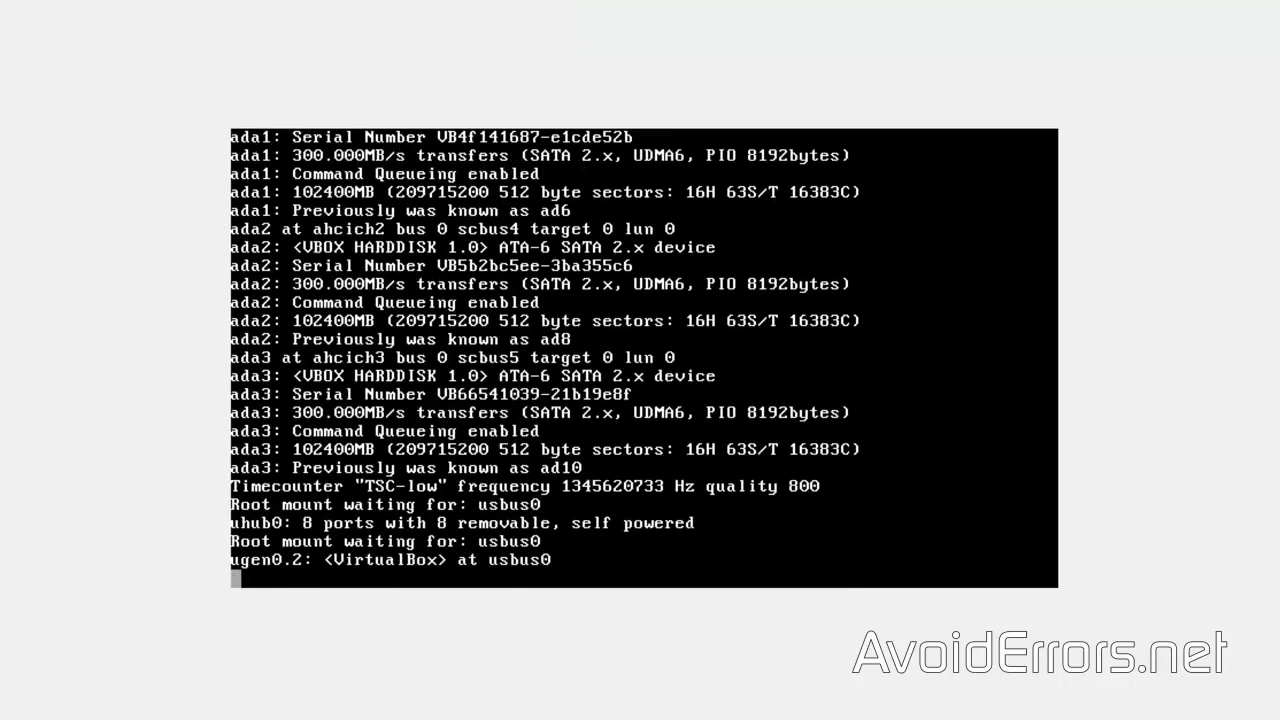 ada1: Serial Number VB4f141687-e1cde52b
ada1: 300.000MB/s transfers (SATA 2.x, UDMA6, PIO 8192bytes)
ada1: Command Queueing enabled
ada1: 102400MB (209715200 512 byte sectors: 16H 63S/T 16383C)
ada1: Previously was known as ad6
ada2 at ahcich2 bus 0 scbus4 target 0 lun 0
ada2: <VBOX HARDDISK 1.0> ATA-6 SATA 2.x device
ada2: Serial Number VB5b2bc5ee-3ba355c6
ada2: 300.000MB/s transfers (SATA 2.x, UDMA6, PIO 8192bytes)
ada2: Command Queueing enabled
ada2: 102400MB (209715200 512 byte sectors: 16H 63S/T 16383C)
ada2: Previously was known as ad8
ada3 at ahcich3 bus 0 scbus5 target 0 lun 0
ada3: <VBOX HARDDISK 1.0> ATA-6 SATA 2.x device
ada3: Serial Number VB66541039-21b19e8f
ada3: 300.000MB/s transfers (SATA 2.x, UDMA6, PIO 8192bytes)
ada3: Command Queueing enabled
ada3: 102400MB (209715200 512 byte sectors: 16H 63S/T 16383C)
ada3: Previously was known as ad10
Timecounter "TSC-low" frequency 1345620733 Hz quality 800
Root mount waiting for: usbus0
uhub0: 8 ports with 8 removable, self powered
Root mount waiting for: usbus0
ugen0.2: <VirtualBox> at usbus0
AvoidErrors.net